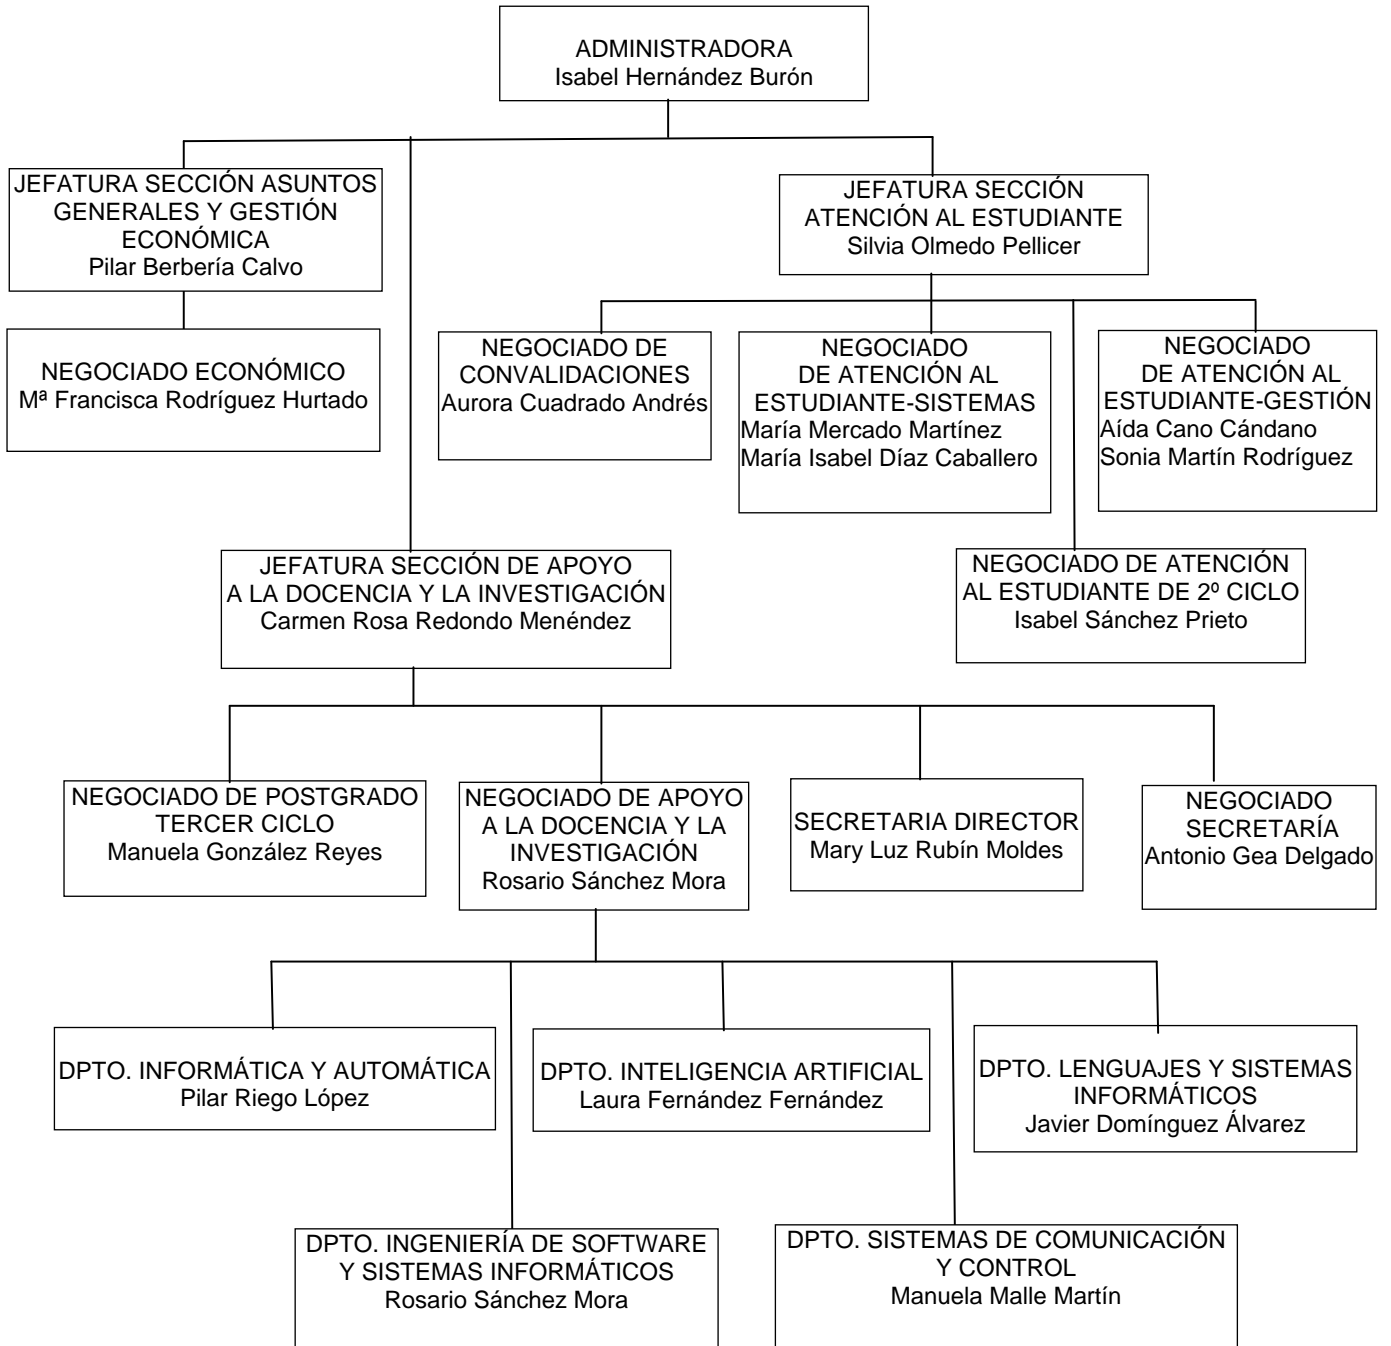 ADMINISTRADORA
Isabel Hernández Burón
JEFATURA SECCIÓN ASUNTOS
GENERALES Y GESTIÓN
ECONÓMICA
Pilar Berbería Calvo
JEFATURA SECCIÓN
ATENCIÓN AL ESTUDIANTE
Silvia Olmedo Pellicer
NEGOCIADO ECONÓMICO
Mª Francisca Rodríguez Hurtado
NEGOCIADO DE
CONVALIDACIONES
Aurora Cuadrado Andrés
NEGOCIADO
DE ATENCIÓN AL
ESTUDIANTE-SISTEMAS
María Mercado Martínez
María Isabel Díaz Caballero
NEGOCIADO
DE ATENCIÓN AL
ESTUDIANTE-GESTIÓN
Aída Cano Cándano
Sonia Martín Rodríguez
JEFATURA SECCIÓN DE APOYO
A LA DOCENCIA Y LA INVESTIGACIÓN
Carmen Rosa Redondo Menéndez
NEGOCIADO DE ATENCIÓN
AL ESTUDIANTE DE 2º CICLO
Isabel Sánchez Prieto
NEGOCIADO DE POSTGRADO
TERCER CICLO
Manuela González Reyes
NEGOCIADO DE APOYO
A LA DOCENCIA Y LA
INVESTIGACIÓN
Rosario Sánchez Mora
SECRETARIA DIRECTOR
Mary Luz Rubín Moldes
NEGOCIADO
SECRETARÍA
Antonio Gea Delgado
DPTO. INFORMÁTICA Y AUTOMÁTICA
Pilar Riego López
DPTO. INTELIGENCIA ARTIFICIAL
Laura Fernández Fernández
DPTO. LENGUAJES Y SISTEMAS
INFORMÁTICOS
Javier Domínguez Álvarez
DPTO. INGENIERÍA DE SOFTWARE
Y SISTEMAS INFORMÁTICOS
Rosario Sánchez Mora
DPTO. SISTEMAS DE COMUNICACIÓN
Y CONTROL
Manuela Malle Martín